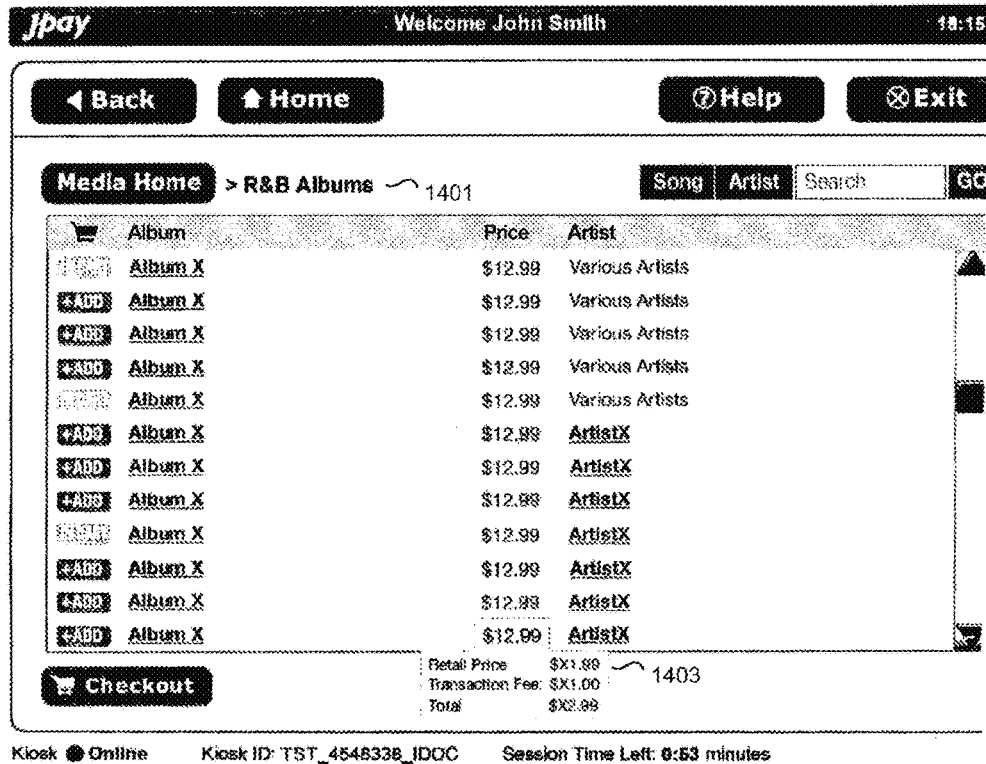 jpay Welcome John Smith 18:15
Back Home Help Exit
Media Home > R&B Albums 1401 Song Artist Search GO
Album Price Artist
Album X $12.99 Various Artists
+ADD Album X $12.99 Various Artists
+ADD Album X $12.99 Various Artists
+ADD Album X $12.99 Various Artists
Album X $12.99 Various Artists
+ADD Album X $12.99 ArtistX
+ADD Album X $12.99 ArtistX
+ADD Album X $12.99 ArtistX
Album X $12.99 ArtistX
+ADD Album X $12.99 ArtistX
+ADD Album X $12.99 ArtistX
+ADD Album X $12.99 ArtistX
Checkout
Retail Price $X1.99 1403
Transaction Fee: $X1.00
Total $X2.99
Kiosk Online Kiosk ID: TST_4546338_IDOC Session Time Left: 0:53 minutes